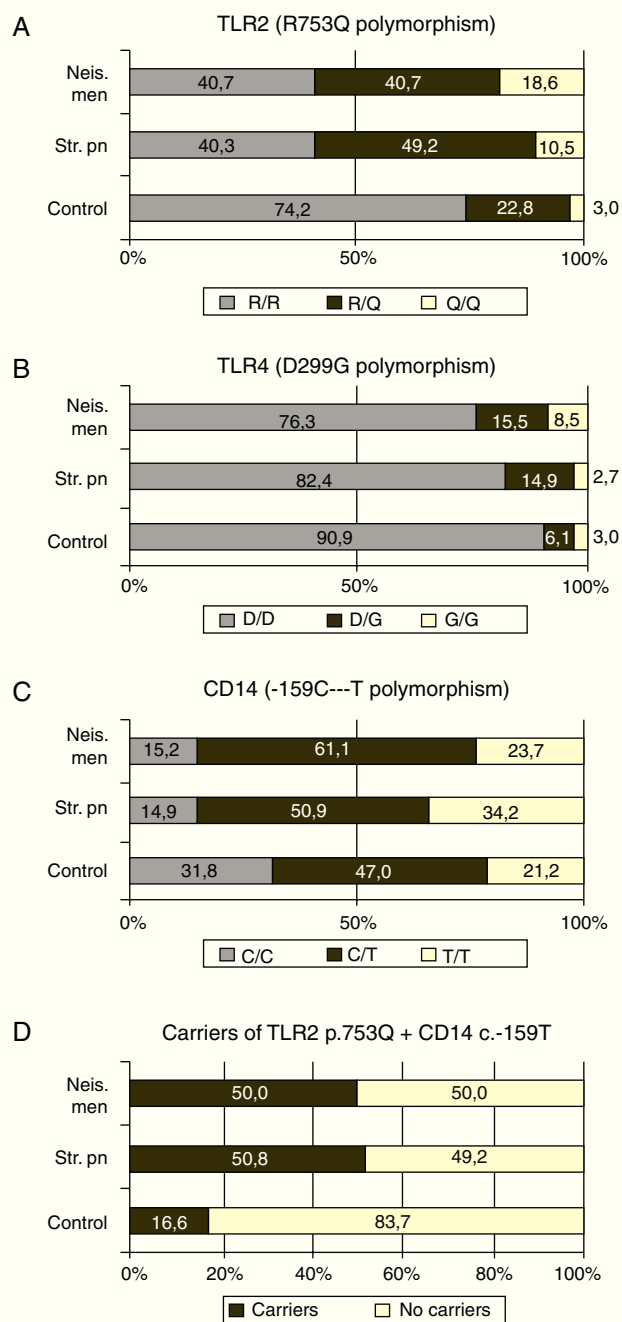 A
TLR2 (R753Q polymorphism)
Neis.
men
40,7 40,7 18,6
Str. pn
40,3 49,2 10,5
Control
74,2 22,8 3,0
0% 50% 100%
R/R R/Q Q/Q
B
TLR4 (D299G polymorphism)
Neis.
men
76,3 15,5 8,5
Str. pn
82,4 14,9 2,7
Control
90,9 6,1 3,0
0% 50% 100%
D/D D/G G/G
C
CD14 (-159C---T polymorphism)
Neis.
men
15,2 61,1 23,7
Str. pn
14,9 50,9 34,2
Control
31,8 47,0 21,2
0% 50% 100%
C/C C/T T/T
D
Carriers of TLR2 p.753Q + CD14 c.-159T
Neis.
men
50,0 50,0
Str. pn
50,8 49,2
Control
16,6 83,7
0% 20% 40% 60% 80% 100%
Carriers No carriers